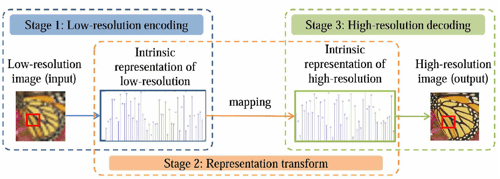 Stage 1: Low-resolution encoding
Stage 3: High-resolution decoding
Low-resolution
image (input)
Intrinsic
representation of
low-resolution
mapping
Intrinsic
representation of
high-resolution
High-resolution
image (output)
Stage 2: Representation transform